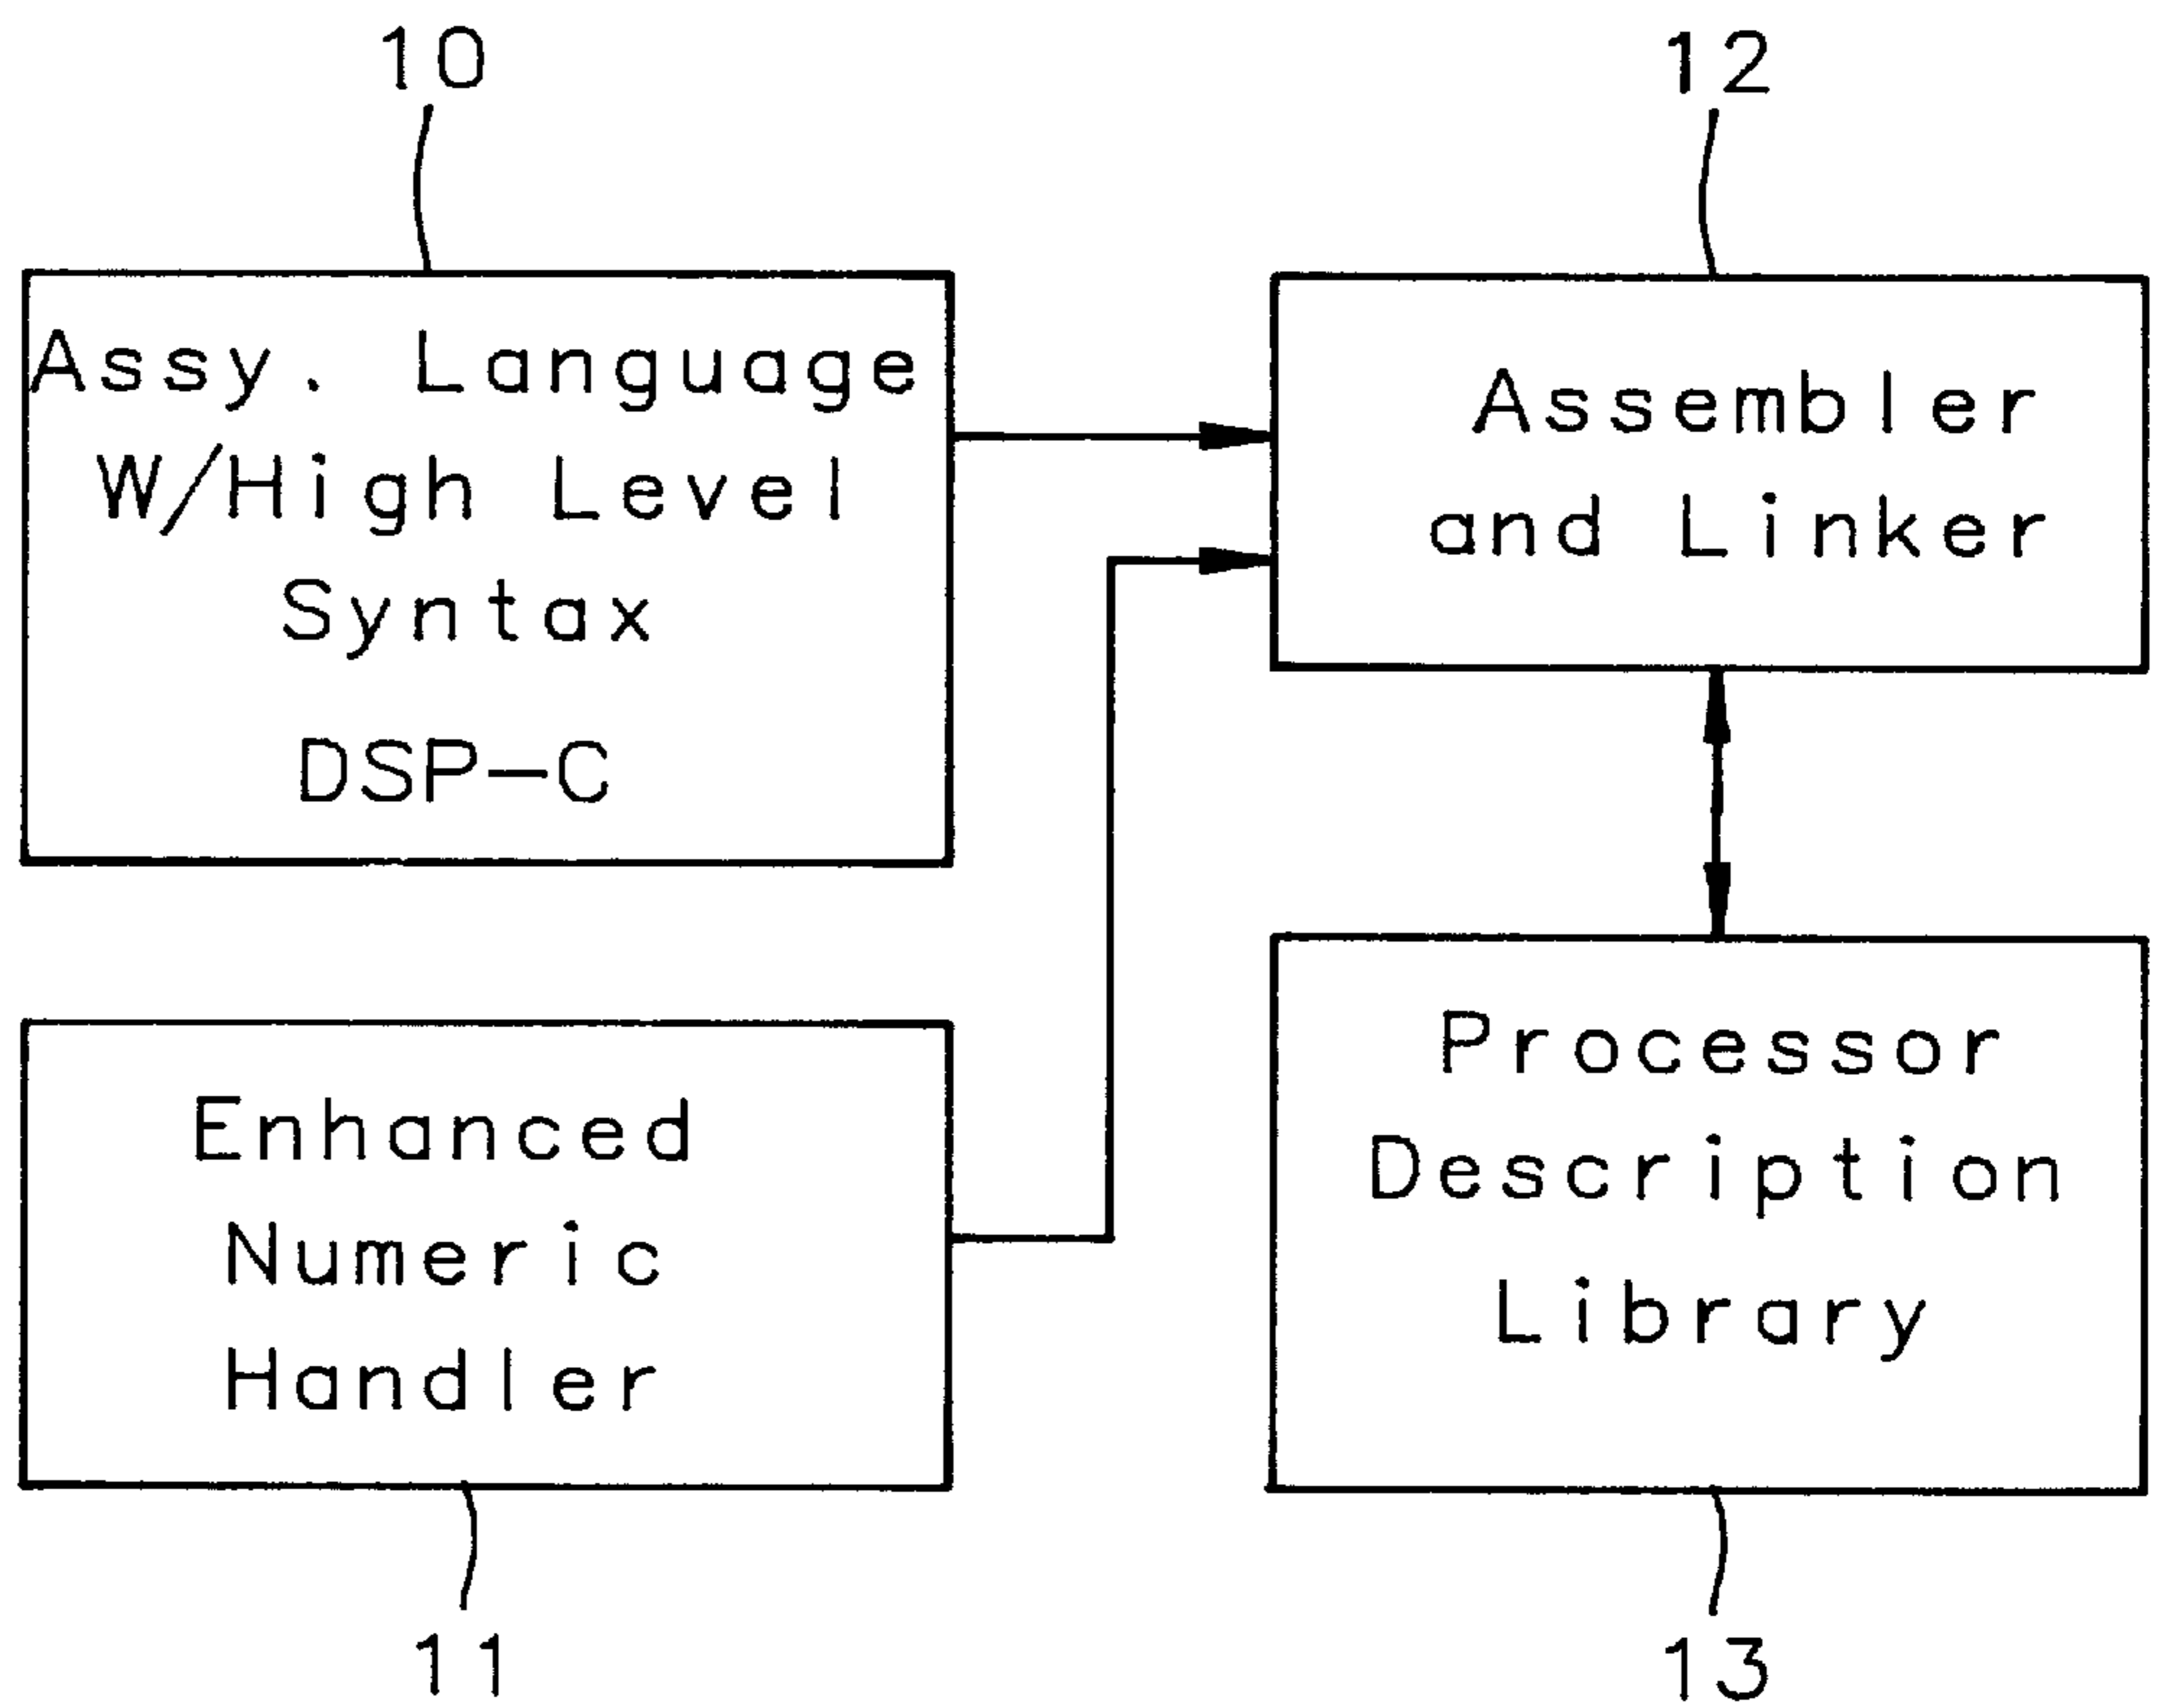 10
Assy. Language
W/High Level
Syntax
DSP-C
12
Assembler
and Linker
Enhanced
Numeric
Handler
11
Processor
Description
Library
13